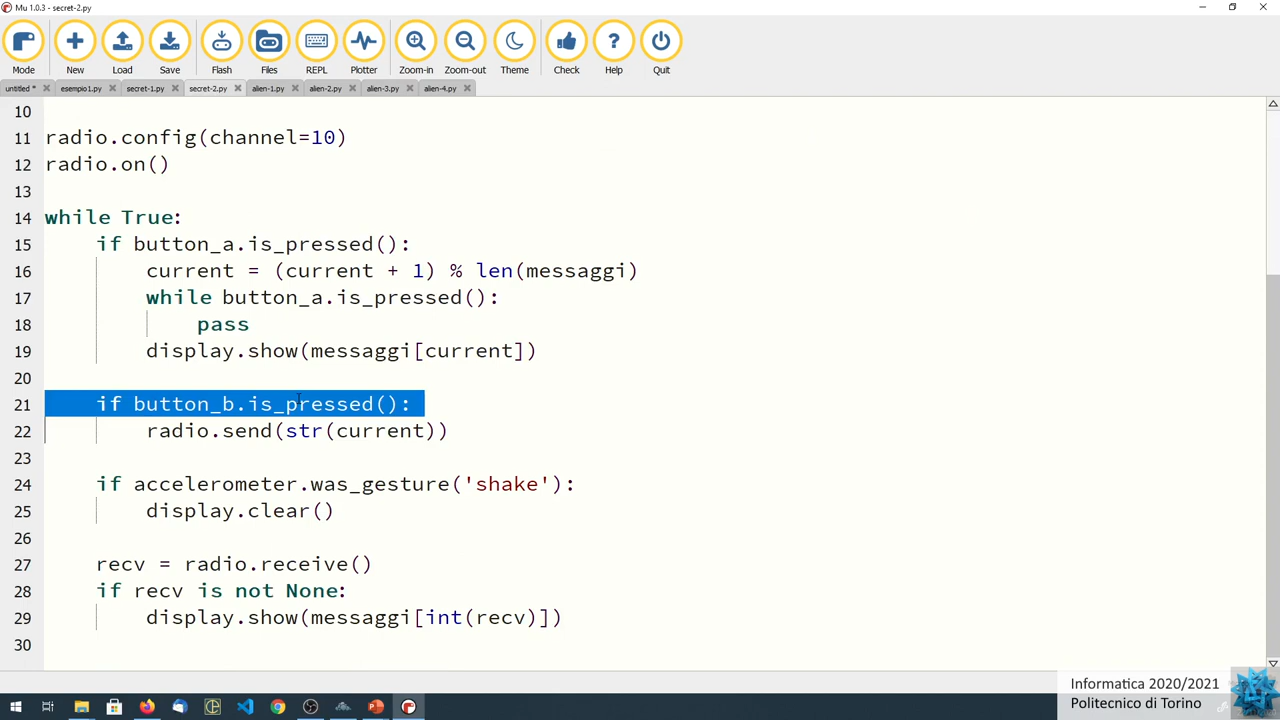 Mu 1.0.3 - secret-2.py
Mode New Load Save Flash Files REPL Plotter Zoom-in Zoom-out Theme Check Help Quit
untitled * esempio1.py secret-1.py secret-2.py alien-1.py alien-2.py alien-3.py alien-4.py
10
11 radio.config(channel=10)
12 radio.on()
13
14 while True:
15 if button_a.is_pressed():
16 current = (current + 1) % len(messaggi)
17 while button_a.is_pressed():
18 pass
19 display.show(messaggi[current])
20
21 if button_b.is_pressed():
22 radio.send(str(current))
23
24 if accelerometer.was_gesture('shake'):
25 display.clear()
26
27 recv = radio.receive()
28 if recv is not None:
29 display.show(messaggi[int(recv)])
30
Informatica 2020/2021
Politecnico di Torino